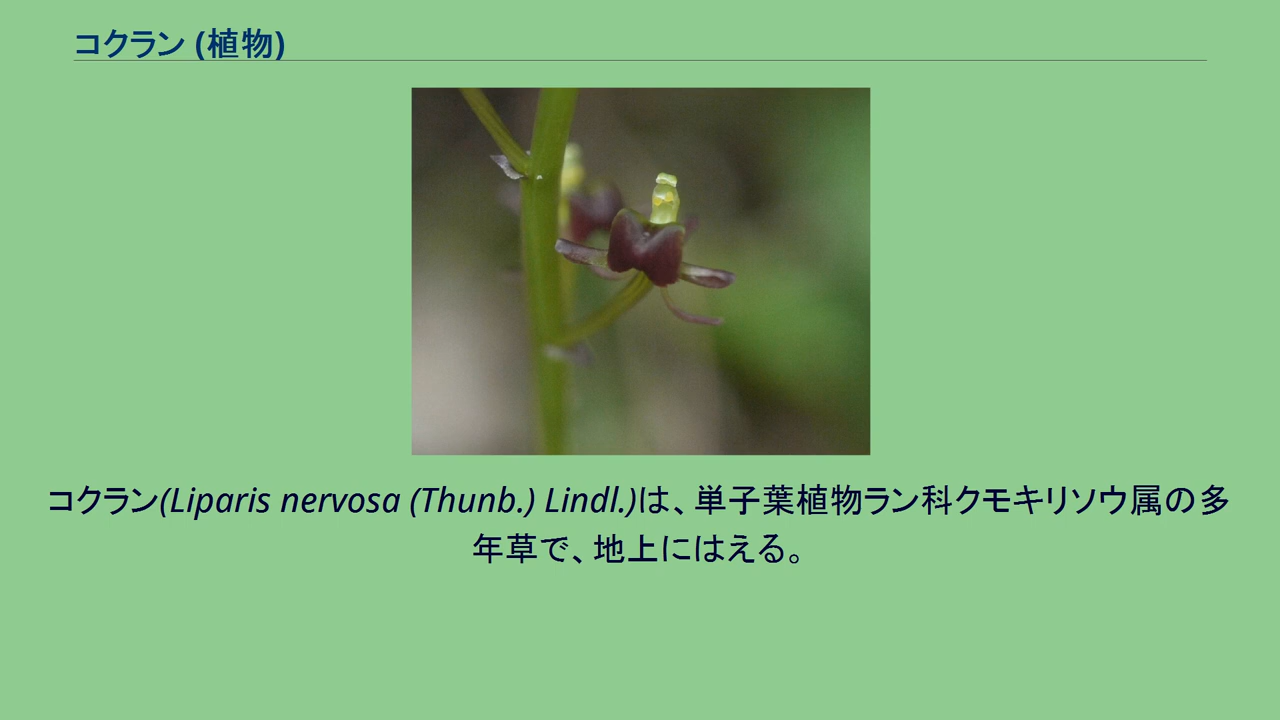 コクラン (植物)
コクラン(Liparis nervosa (Thunb.) Lindl.)は、単子葉植物ラン科クモキリソウ属の多
年草で、地上にはえる。